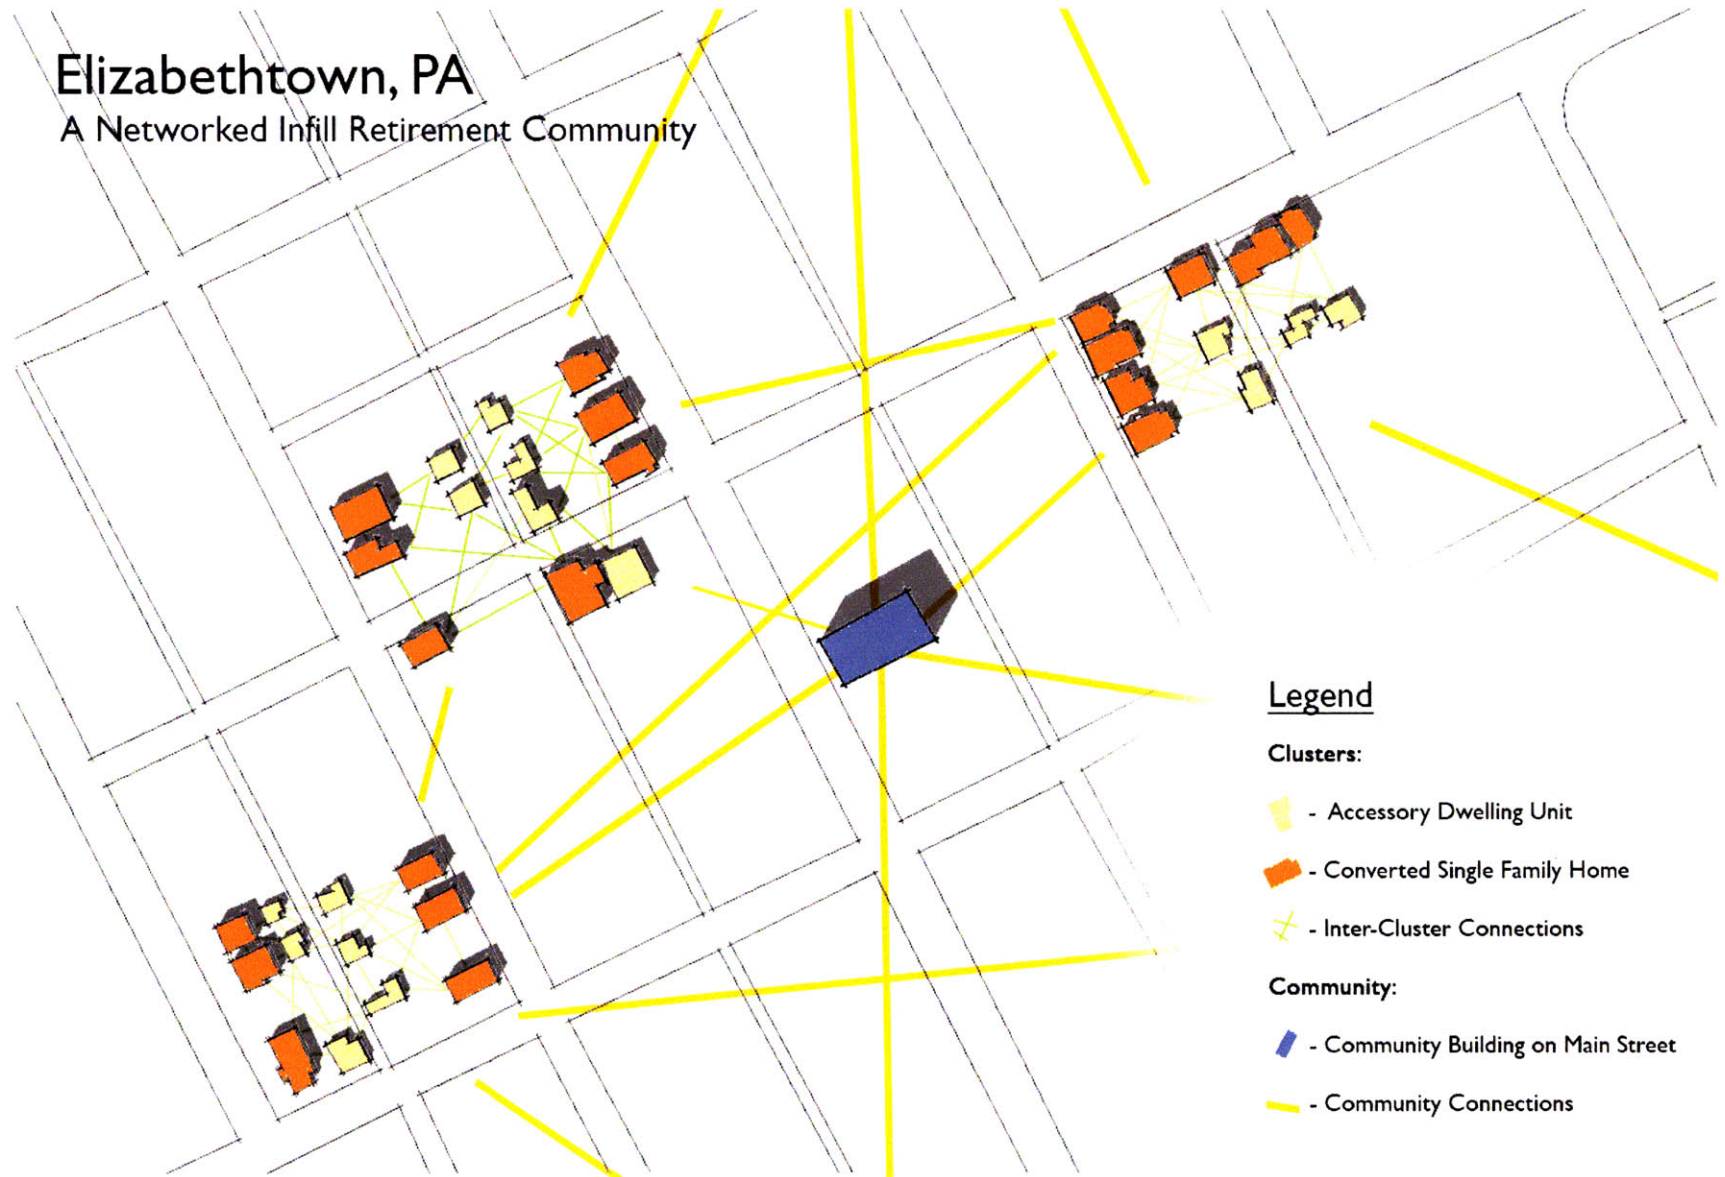 Elizabethtown, PA
A Networked Infill Retirement Community
Legend
Clusters:
- Accessory Dwelling Unit
- Converted Single Family Home
- Inter-Cluster Connections
Community:
- Community Building on Main Street
- Community Connections